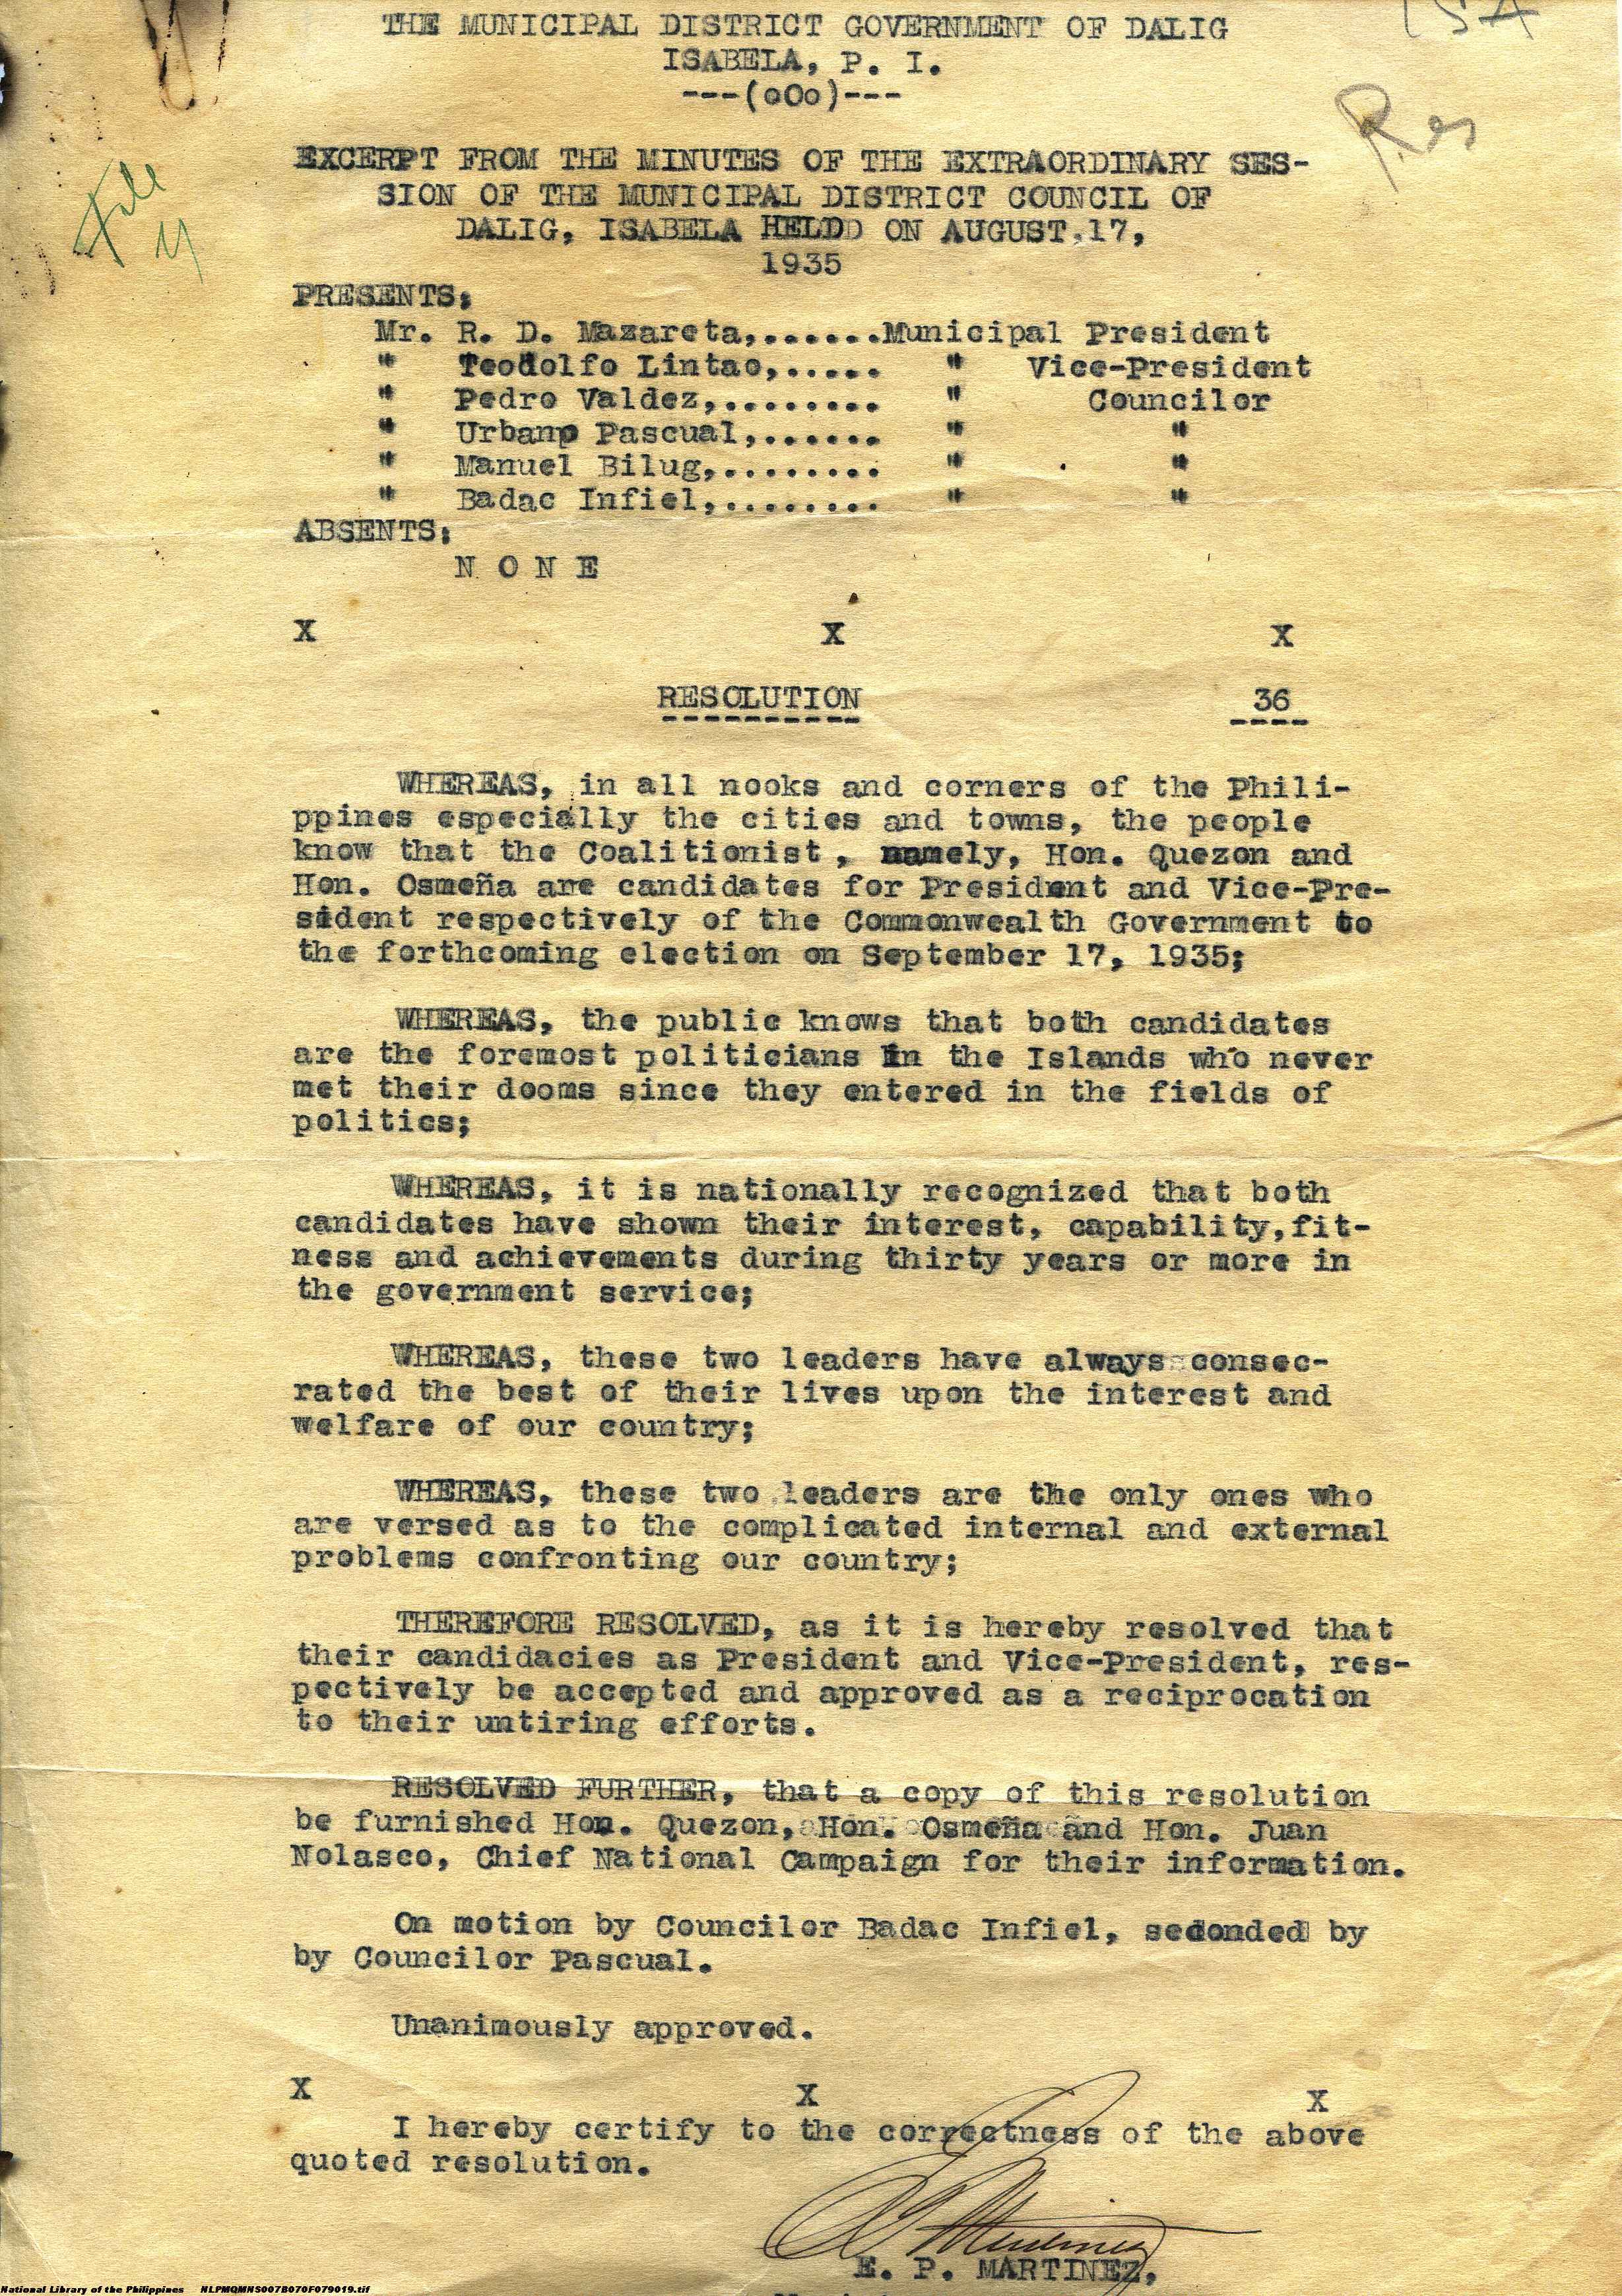 THE MUNICIPAL DISTRICT GOVERNMENT OF DALIG
ISABELA, P. I.
---(oOo)---
Res
File
EXCERPT FROM THE MINUTES OF THE EXTRAORDINARY SES-
SION OF THE MUNICIPAL DISTRICT COUNCIL OF
DALIG, ISABELA HELDD ON AUGUST.17,
1935
PRESENTS:
Mr. R. D. Mazareta,.......Municipal President
" Teodolfo Lintao,...... " Vice-President
" Pedro Valdez,......... " Councilor
" Urbano Pascual,....... " "
" Manuel Bilug,......... " "
" Badac Infiel,......... " "
ABSENTS:
N O N E
X X X
RESOLUTION 36
WHEREAS, in all nooks and corners of the Phili-
ppines especially the cities and towns, the people
know that the Coalitionist, namely, Hon. Quezon and
Hon. Osmeña are candidates for President and Vice-Pre-
sident respectively of the Commonwealth Government to
the forthcoming election on September 17, 1935;
WHEREAS, the public knows that both candidates
are the foremost politicians in the Islands who never
met their dooms since they entered in the fields of
politics;
WHEREAS, it is nationally recognized that both
candidates have shown their interest, capability,fit-
ness and achievements during thirty years or more in
the government service;
WHEREAS, these two leaders have always consec-
rated the best of their lives upon the interest and
welfare of our country;
WHEREAS, these two leaders are the only ones who
are versed as to the complicated internal and external
problems confronting our country;
THEREFORE RESOLVED, as it is hereby resolved that
their candidacies as President and Vice-President, res-
pectively be accepted and approved as a reciprocation
to their untiring efforts.
RESOLVED FURTHER, that a copy of this resolution
be furnished Hon. Quezon, Hon. Osmeña and Hon. Juan
Nolasco, Chief National Campaign for their information.
On motion by Councilor Badac Infiel, seconded by
by Councilor Pascual.
Unanimously approved.
X X X
I hereby certify to the correctness of the above
quoted resolution.
E. P. MARTINEZ,
National Library of the Philippines NLPMQMNS007B070F079019.tif